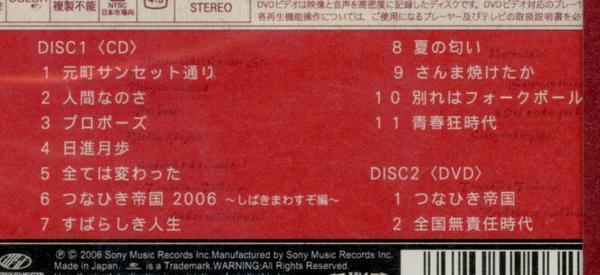 複製不能
NTSC
日本市場向
STEREO
DVDビデオは映像と音声を高密度に記録したディスクです。DVDビデオ対応のプレー
各再生機能操作については、ご使用になるプレーヤー及びテレビの取扱説明書を必
DISC1〈CD〉
1 元町サンセット通り
2 人間なのさ
3 プロポーズ
4 日進月歩
5 全ては変わった
6 つなひき帝国 2006 〜しばきまわすぞ編〜
7 すばらしき人生
8 夏の匂い
9 さんま焼けたか
10 別れはフォークボール
11 青春狂時代
DISC2〈DVD〉
1 つなひき帝国
2 全国無責任時代
Ⓟ © 2006 Sony Music Records Inc.Manufactured by Sony Music Records Inc.
Made in Japan. is a Trademark.WARNING:All Rights